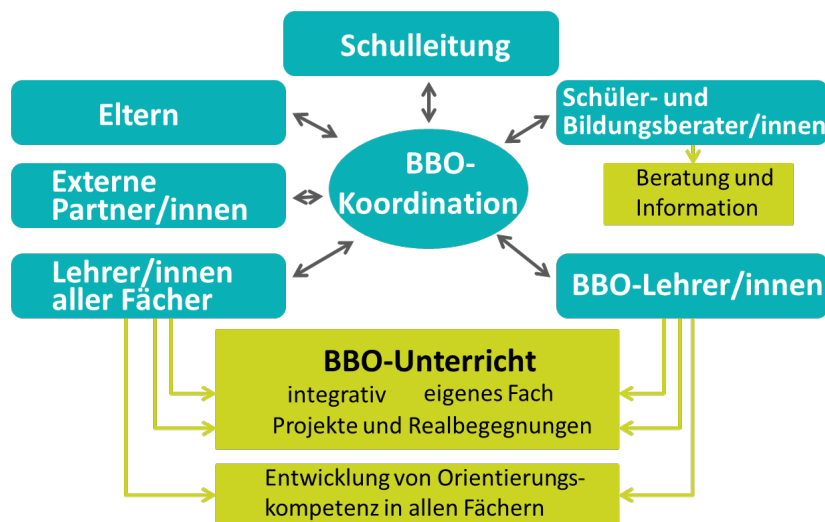 Schulleitung
Eltern
Schüler- und
Bildungsberater/innen
BBO-
Koordination
Beratung und
Information
Externe
Partner/innen
Lehrer/innen
aller Fächer
BBO-Lehrer/innen
BBO-Unterricht
integrativ eigenes Fach
Projekte und Realbegegnungen
Entwicklung von Orientierungs-
kompetenz in allen Fächern